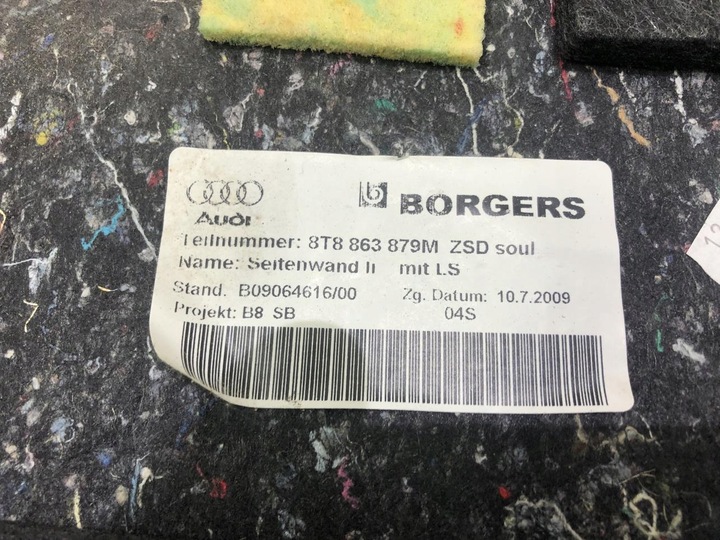 Audi
BORGERS
Teilnummer: 8T8 863 879M ZSD soul
Name: Seitenwand li mit LS
Stand. B09064616/00 Zg. Datum: 10.7.2009
Projekt: B8 SB 04S